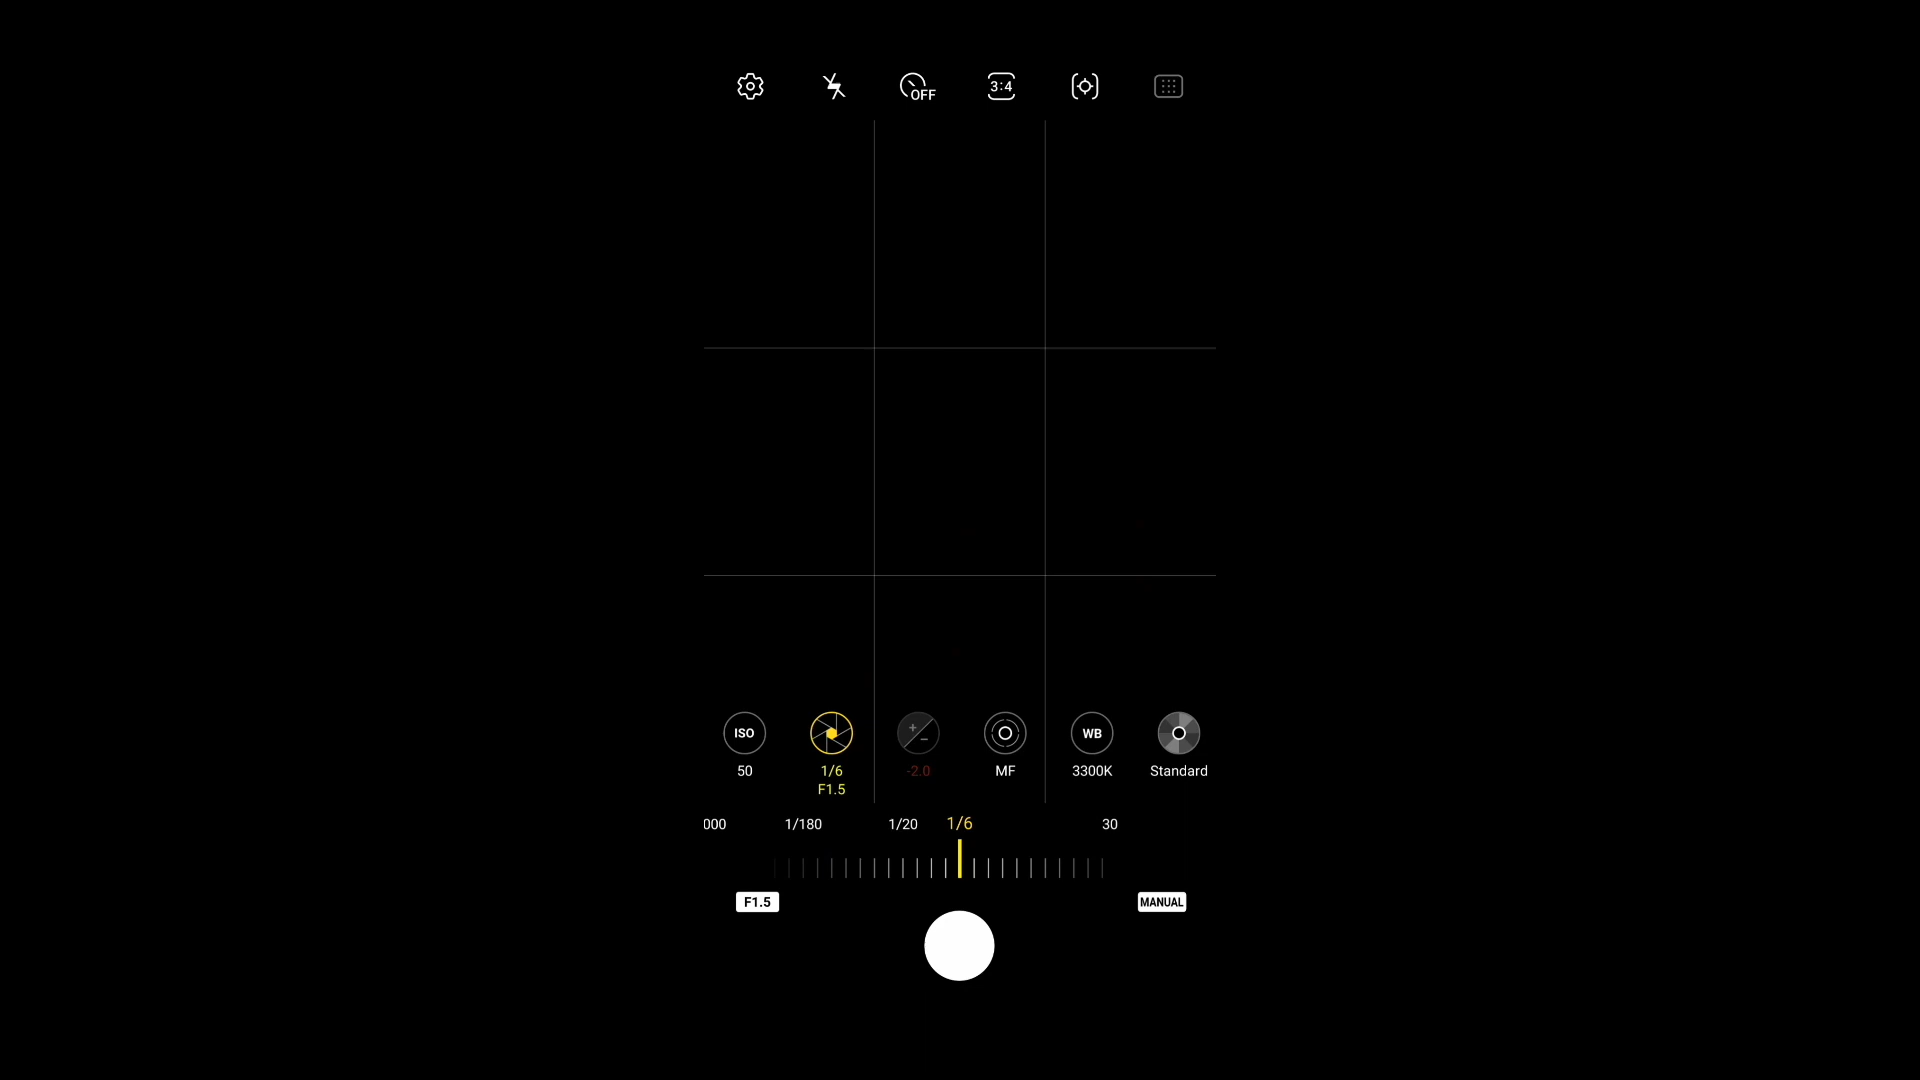 OFF
3:4
ISO
WB
50
1/6
-2.0
MF
3300K
Standard
F1.5
000
1/180
1/20
1/6
30
F1.5
MANUAL